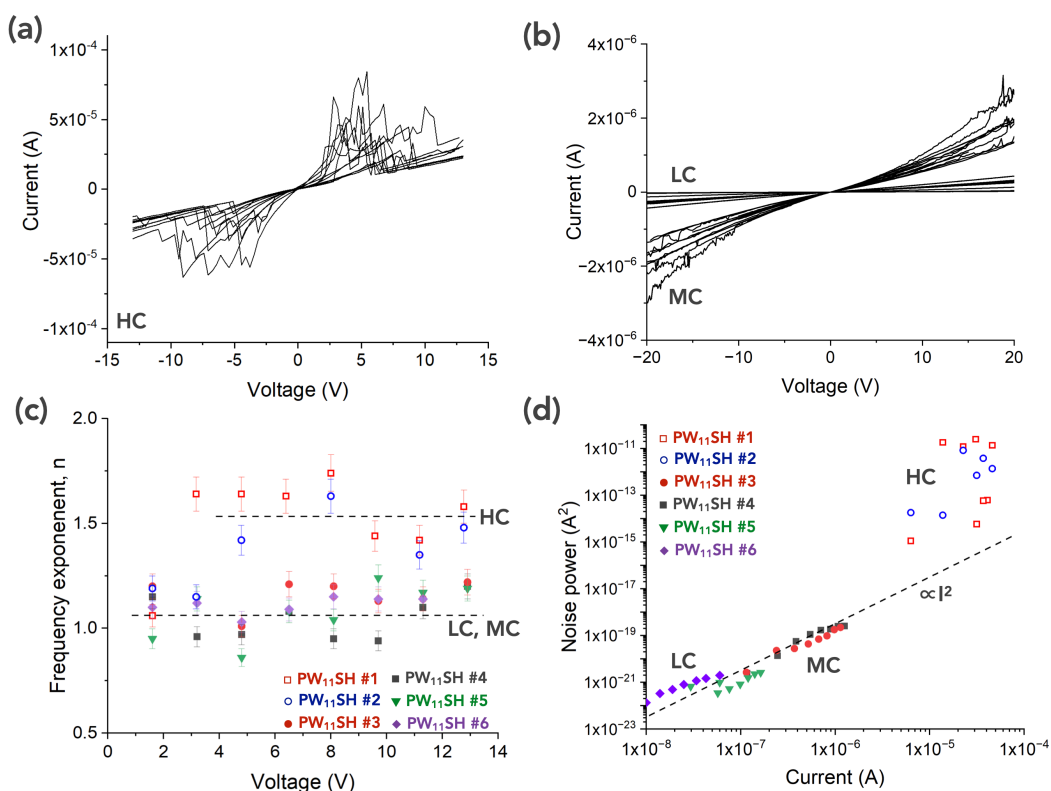 (a)
1x10⁻⁴
5x10⁻⁵
0
-5x10⁻⁵
-1x10⁻⁴
Current (A)
HC
-15 -10 -5 0 5 10 15
Voltage (V)
(b)
4x10⁻⁶
2x10⁻⁶
0
−2x10⁻⁶
−4x10⁻⁶
Current (A)
LC
MC
−20 −10 0 10 20
Voltage (V)
(c)
2.0
1.5
1.0
0.5
Frequency exponenent, n
HC
LC, MC
PW₁₁SH #1
PW₁₁SH #2
PW₁₁SH #3
PW₁₁SH #4
PW₁₁SH #5
PW₁₁SH #6
0 2 4 6 8 10 12 14
Voltage (V)
(d)
1x10⁻¹¹
1x10⁻¹³
1x10⁻¹⁵
1x10⁻¹⁷
1x10⁻¹⁹
1x10⁻²¹
1x10⁻²³
Noise power (A²)
PW₁₁SH #1
PW₁₁SH #2
PW₁₁SH #3
PW₁₁SH #4
PW₁₁SH #5
PW₁₁SH #6
HC
∝I²
LC
MC
1x10⁻⁸ 1x10⁻⁷ 1x10⁻⁶ 1x10⁻⁵ 1x10⁻⁴
Current (A)